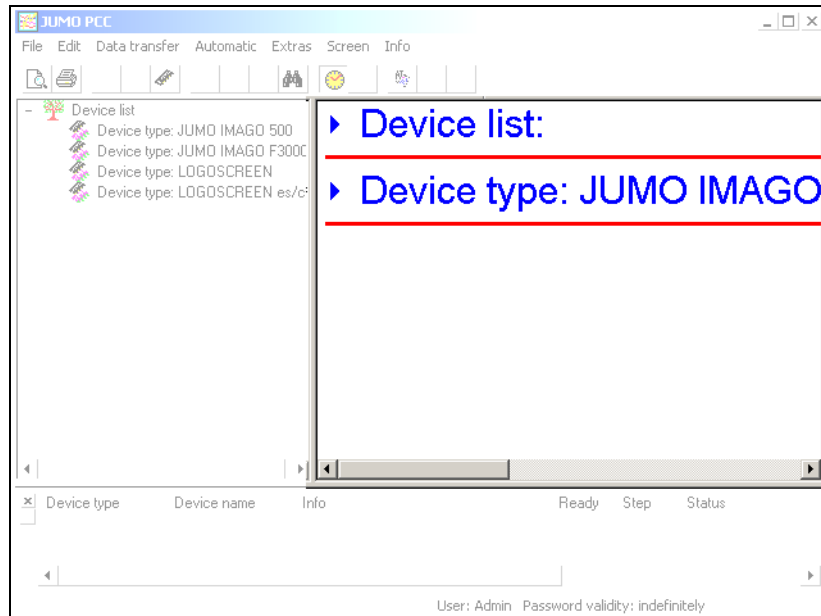 JUMO PCC
File Edit Data transfer Automatic Extras Screen Info
Device list
Device type: JUMO IMAGO 500
Device type: JUMO IMAGO F300
Device type: LOGOSCREEN
Device type: LOGOSCREEN es/c
Device list:
Device type: JUMO IMAGO
Device type Device name Info Ready Step Status
User: Admin Password validity: indefinitely